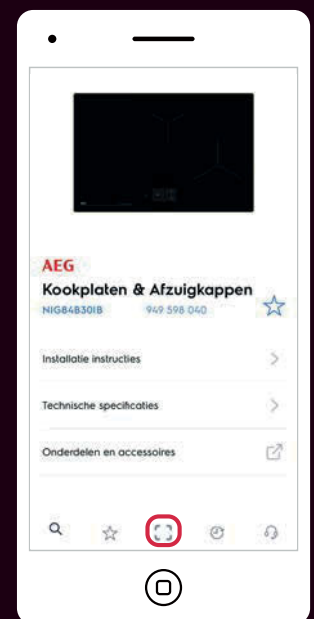 AEG
Kookplaten & Afzuigkappen
NIG84B30IB 949 598 040
Installatie instructies
Technische specificaties
Onderdelen en accessoires